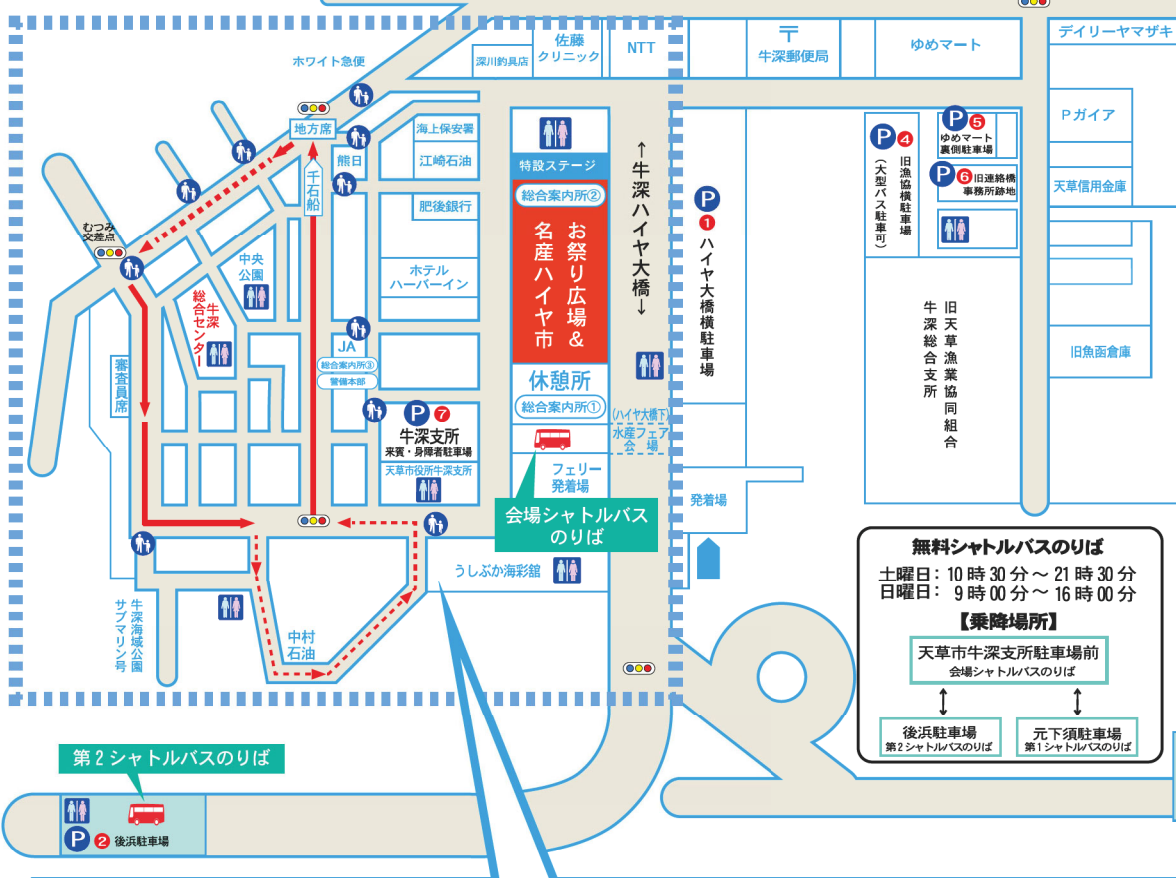 デイリーヤマザキ
佐藤
クリニック
NTT
〒
牛深郵便局
ゆめマート
深川釣具店
ホワイト急便
地方席
海上保安署
熊日
江崎石油
千石船
肥後銀行
特設ステージ
総合案内所②
お祭り広場&
名産ハイヤ市
←牛深ハイヤ大橋→
P
1
ハイヤ大橋横駐車場
P 4
旧漁協横駐車場
(大型バス駐車可)
P 5
ゆめマート
裏側駐車場
P 6 旧連絡橋
事務所跡地
Pガイア
天草信用金庫
旧魚函倉庫
旧天草漁業協同組合
牛深総合支所
むつみ
交差点
中央
公園
牛深
総合センター
ホテル
ハーバーイン
JA
総合案内所③
警備本部
審査員席
休憩所
総合案内所①
(ハイヤ大橋下)
水産フェア
会場
P 7
牛深支所
来賓・身障者駐車場
天草市役所牛深支所
フェリー
発着場
発着場
会場シャトルバス
のりば
うしぶか海彩館
中村
石油
牛深海域公園
サブマリン号
無料シャトルバスのりば
土曜日: 10時30分～21時30分
日曜日: 9時00分～16時00分
【乗降場所】
天草市牛深支所駐車場前
会場シャトルバスのりば
後浜駐車場
第2シャトルバスのりば
元下須駐車場
第1シャトルバスのりば
第2シャトルバスのりば
P 2 後浜駐車場